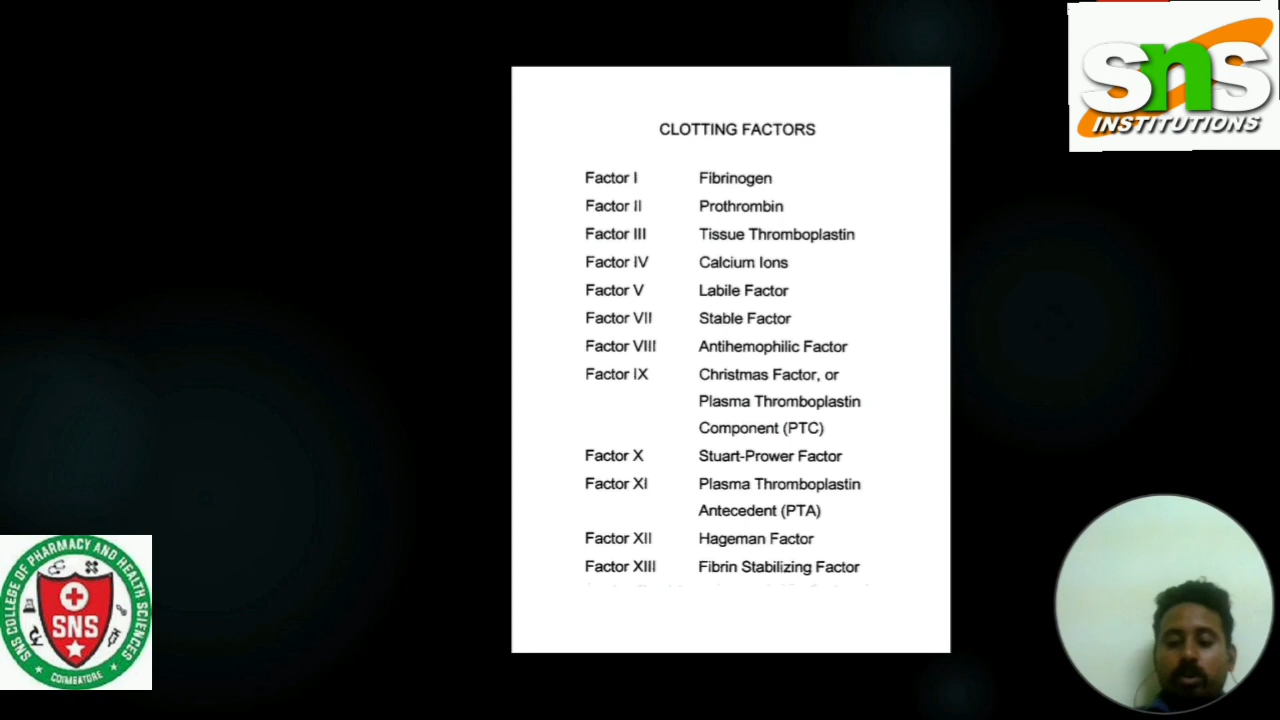 sns
INSTITUTIONS
CLOTTING FACTORS
Factor I Fibrinogen
Factor II Prothrombin
Factor III Tissue Thromboplastin
Factor IV Calcium Ions
Factor V Labile Factor
Factor VII Stable Factor
Factor VIII Antihemophilic Factor
Factor IX Christmas Factor, or
Plasma Thromboplastin
Component (PTC)
Factor X Stuart-Prower Factor
Factor XI Plasma Thromboplastin
Antecedent (PTA)
Factor XII Hageman Factor
Factor XIII Fibrin Stabilizing Factor
SNS COLLEGE OF PHARMACY AND HEALTH SCIENCES
SNS
COIMBATORE